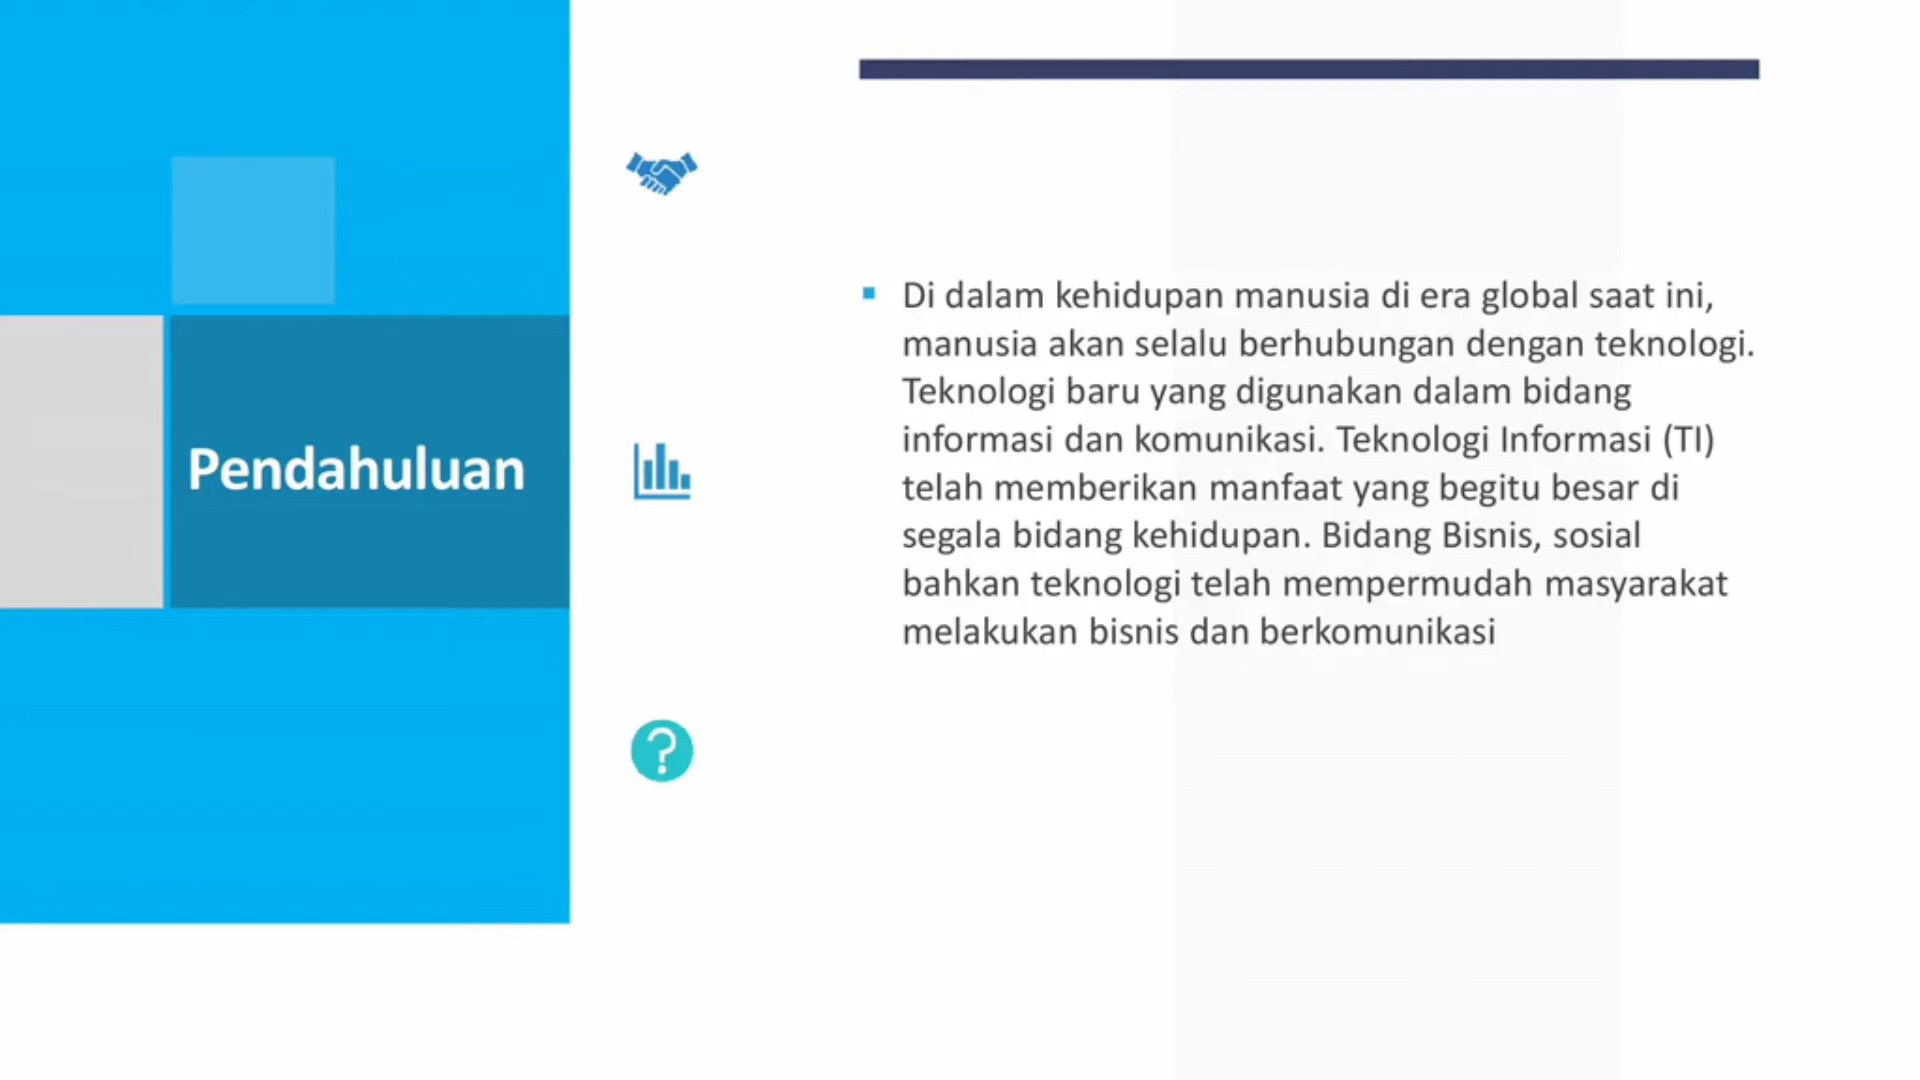 Pendahuluan
Di dalam kehidupan manusia di era global saat ini,
manusia akan selalu berhubungan dengan teknologi.
Teknologi baru yang digunakan dalam bidang
informasi dan komunikasi. Teknologi Informasi (TI)
telah memberikan manfaat yang begitu besar di
segala bidang kehidupan. Bidang Bisnis, sosial
bahkan teknologi telah mempermudah masyarakat
melakukan bisnis dan berkomunikasi